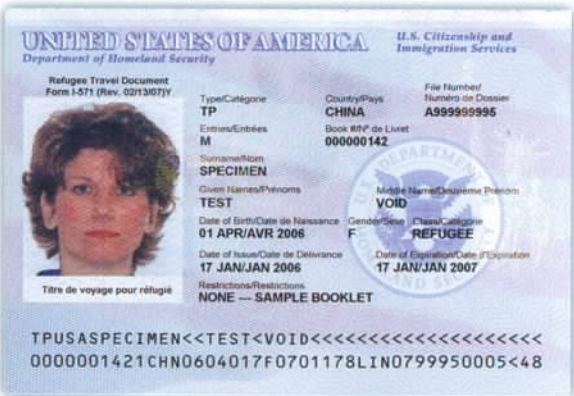 UNITED STATES OF AMERICA
U.S. Citizenship and
Immigration Services
Department of Homeland Security
Refugee Travel Document
Form I-571 (Rev. 02/13/07)Y
Type/Catégorie
Country/Pays
File Number/
Numéro de Dossier
TP
CHINA
A999999995
Entries/Entrées
Book #/Nº de Livret
M
000000142
Surname/Nom
SPECIMEN
Given Names/Prénoms
Middle Name/Deuxième Prénom
TEST
VOID
Date of Birth/Date de Naissance
Gender/Sexe
Class/Catégorie
01 APR/AVR 2006
F
REFUGEE
Date of Issue/Date de Délivrance
Date of Expiration/Date d'Expiration
17 JAN/JAN 2006
17 JAN/JAN 2007
Restrictions/Restrictions
NONE — SAMPLE BOOKLET
Titre de voyage pour réfugié
TPUSASPECIMEN<<TEST<VOID<<<<<<<<<<<<<<<<<<<<
0000001421CHN0604017F0701178LIN0799950005<48